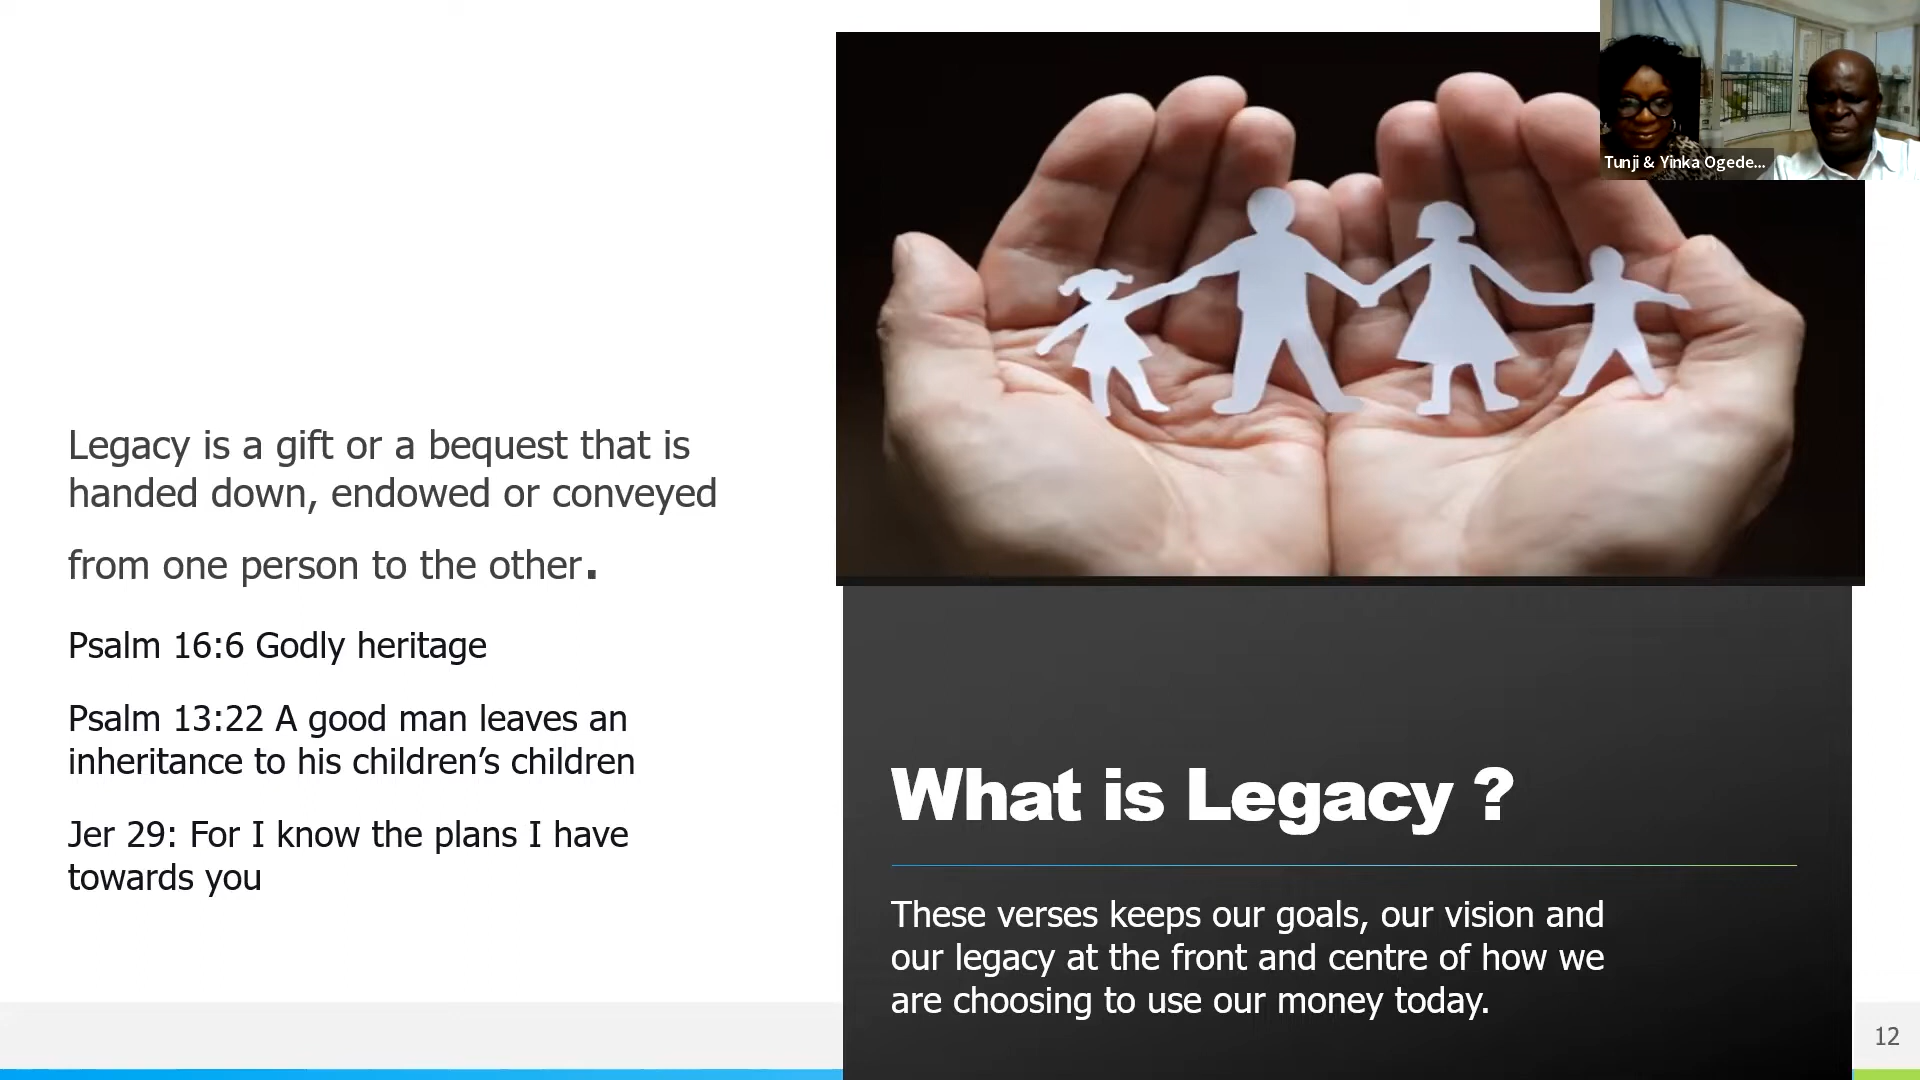 Tunji & Yinka Ogede...
Legacy is a gift or a bequest that is
handed down, endowed or conveyed
from one person to the other.
Psalm 16:6 Godly heritage
Psalm 13:22 A good man leaves an
inheritance to his children’s children
Jer 29: For I know the plans I have
towards you
What is Legacy ?
These verses keeps our goals, our vision and
our legacy at the front and centre of how we
are choosing to use our money today.
12